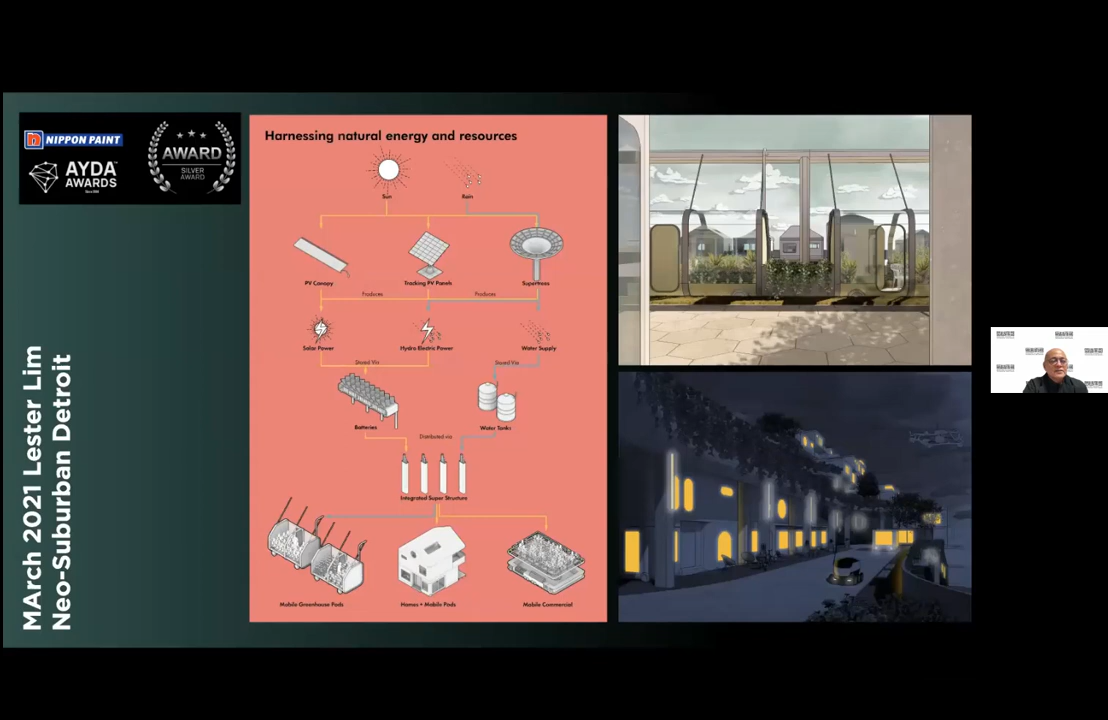 NIPPON PAINT
AYDA
AWARDS
AWARD
SILVER
AWARD
MArch 2021 Lester Lim
Neo-Suburban Detroit
Harnessing natural energy and resources
Sun
Rain
PV Canopy
Tracking PV Panels
Supertrees
Produces
Produces
Solar Power
Hydro Electric Power
Water Supply
Stored Via
Stored Via
Batteries
Water Tanks
Distributed via
Integrated Super Structure
Mobile Greenhouse Pods
Homes + Mobile Pods
Mobile Commercial